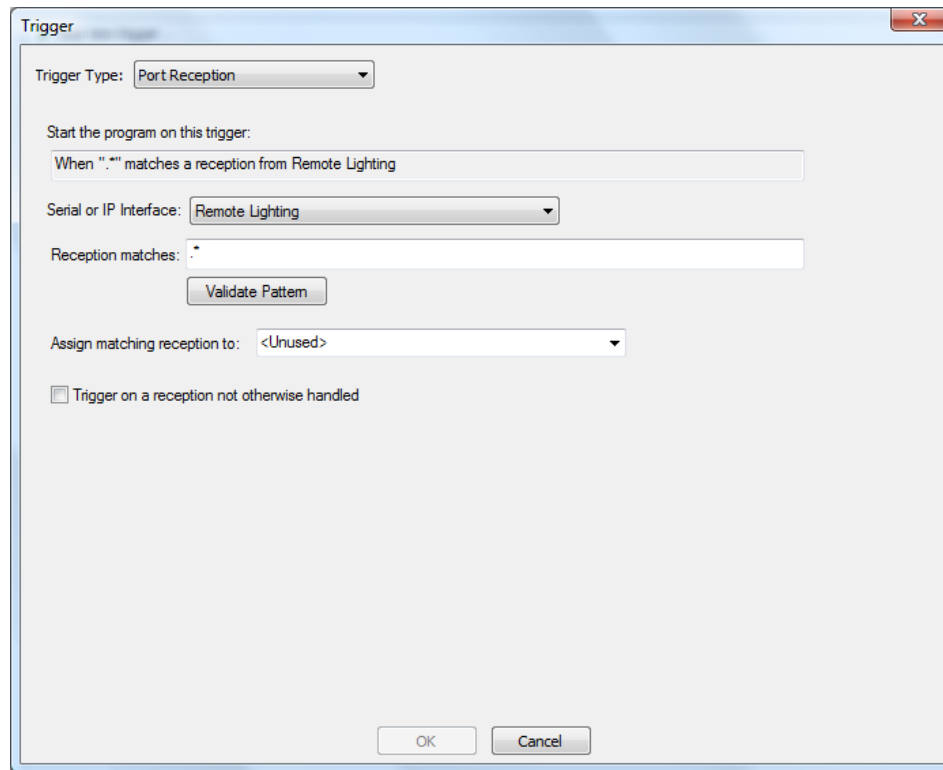 Trigger
Trigger Type: Port Reception
Start the program on this trigger:
When ".*" matches a reception from Remote Lighting
Serial or IP Interface: Remote Lighting
Reception matches: .*
Validate Pattern
Assign matching reception to: <Unused>
Trigger on a reception not otherwise handled
OK Cancel